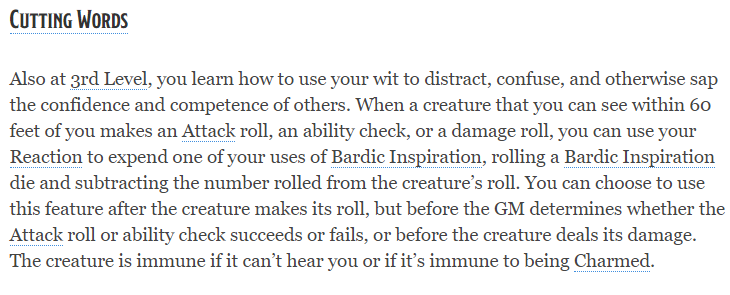 Cutting Words
Also at 3rd Level, you learn how to use your wit to distract, confuse, and otherwise sap
the confidence and competence of others. When a creature that you can see within 60
feet of you makes an Attack roll, an ability check, or a damage roll, you can use your
Reaction to expend one of your uses of Bardic Inspiration, rolling a Bardic Inspiration
die and subtracting the number rolled from the creature’s roll. You can choose to use
this feature after the creature makes its roll, but before the GM determines whether the
Attack roll or ability check succeeds or fails, or before the creature deals its damage.
The creature is immune if it can’t hear you or if it’s immune to being Charmed.